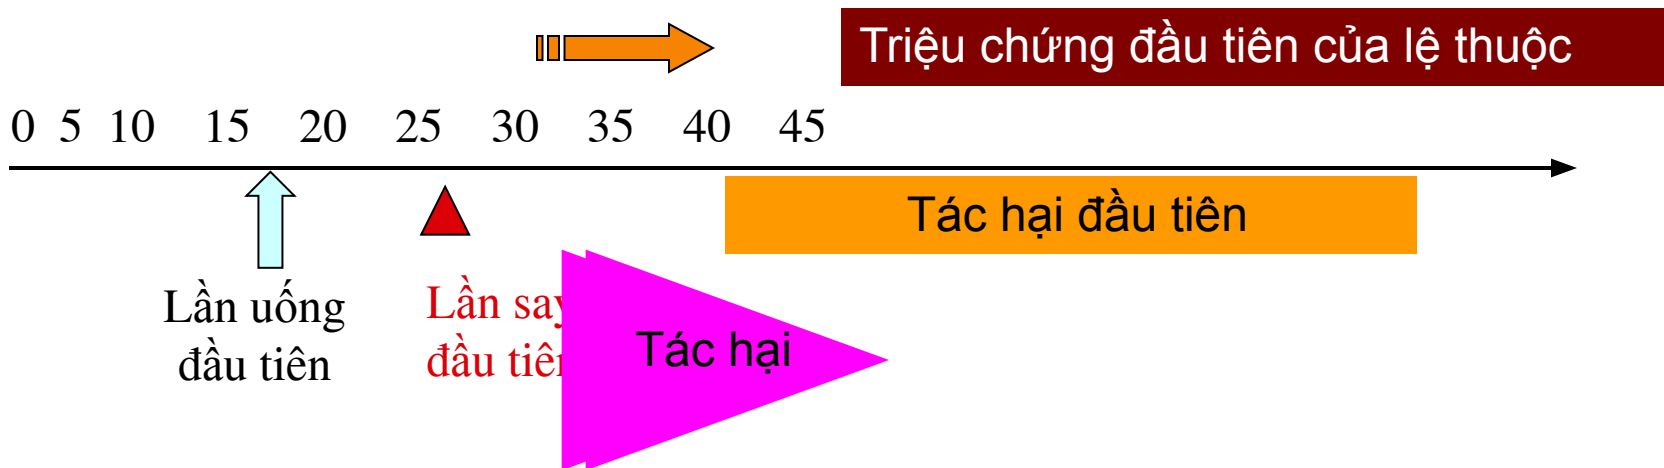 Triệu chứng đầu tiên của lệ thuộc
0 5 10 15 20 25 30 35 40 45
Tác hại đầu tiên
Lần uống
đầu tiên
Lần say
đầu
Tác hại